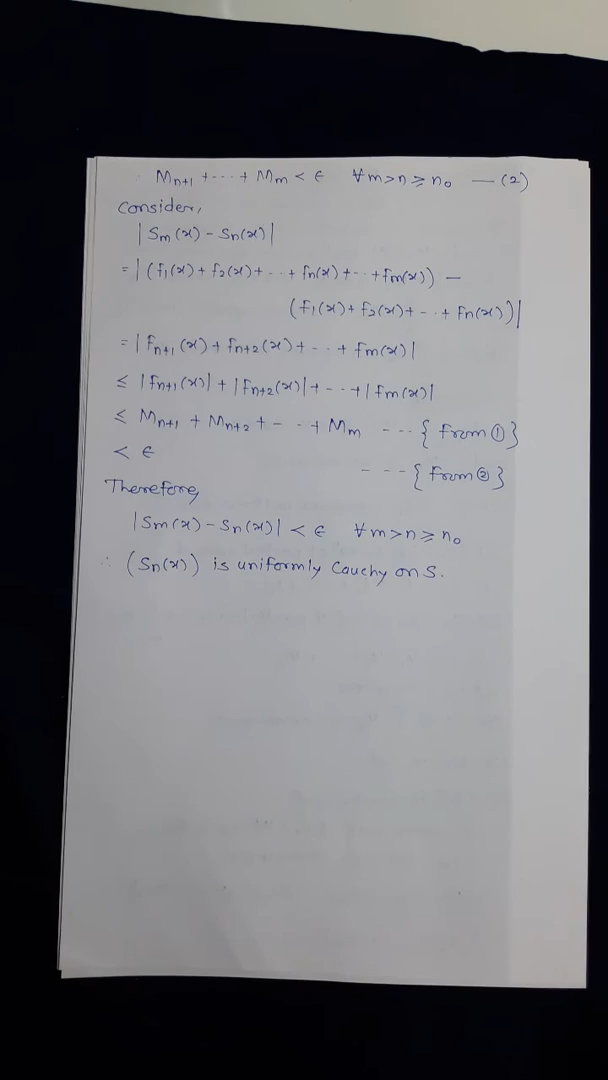 ∴ Mn+1 + --- + Mm < ∈ ∀m>n≥n₀ —(2)
Consider,
|Sm(x) - Sn(x)|
= |(f₁(x) + f₂(x) + - - + fn(x) + - - + fm(x)) —
(f₁(x) + f₂(x) + - - + fn(x))|
= |fn+1(x) + fn+2(x) + - - - + fm(x)|
≤ |fn+1(x)| + |fn+2(x)| + - - - + |fm(x)|
≤ Mn+1 + Mn+2 + - - - + Mm - - - {from ①}
< ∈ - - - {from ②}
Therefore,
|Sm(x) - Sn(x)| < ∈ ∀m>n≥n₀
∴ (Sn(x)) is uniformly Cauchy on S.